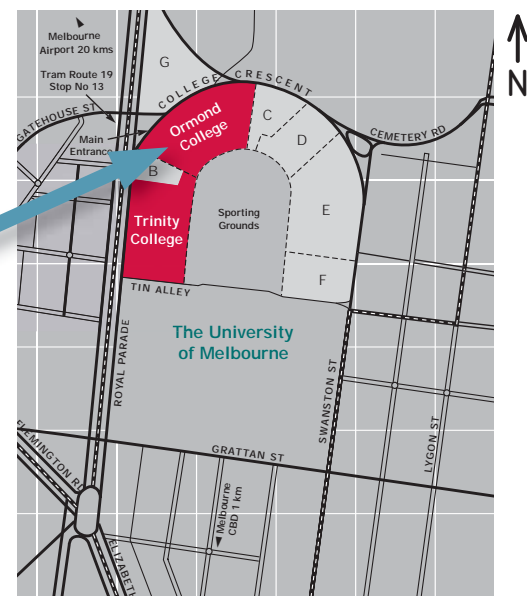 Melbourne
Airport 20 kms
Tram Route 19
Stop No 13
GATEHOUSE ST
Main
Entrance
G
COLLEGE CRESCENT
CEMETERY RD
N
Ormond
College
C
D
B
E
F
Trinity
College
Sporting
Grounds
TIN ALLEY
The University
of Melbourne
ROYAL PARADE
SWANSTON ST
LYGON ST
GRATTAN ST
FLEMINGTON RD
Melbourne
CBD 1 km
ELIZABETH